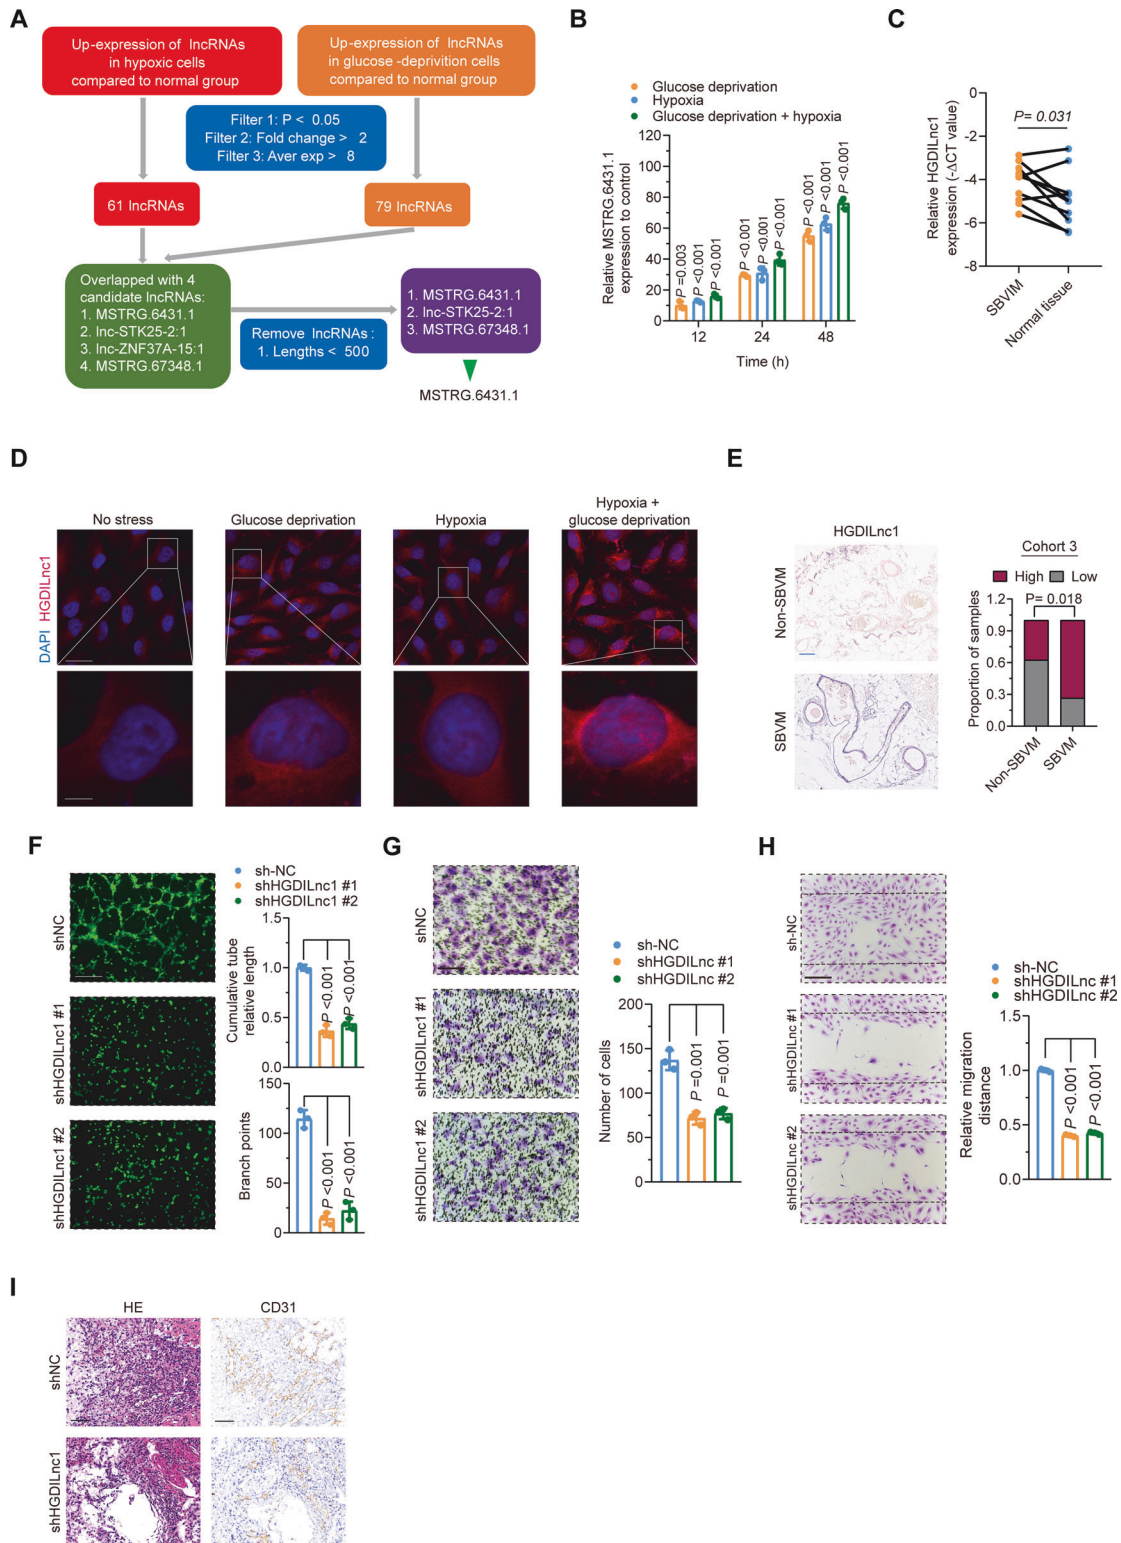 A
Up-expression of lncRNAs
in hypoxic cells
compared to normal group
Up-expression of lncRNAs
in glucose -deprivition cells
compared to normal group
Filter 1: P < 0.05
Filter 2: Fold change > 2
Filter 3: Aver exp > 8
61 lncRNAs
79 lncRNAs
Overlapped with 4
candidate lncRNAs:
1. MSTRG.6431.1
2. lnc-STK25-2:1
3. lnc-ZNF37A-15:1
4. MSTRG.67348.1
Remove lncRNAs :
1. Lengths < 500
1. MSTRG.6431.1
2. lnc-STK25-2:1
3. MSTRG.67348.1
MSTRG.6431.1
B
Glucose deprivation
Hypoxia
Glucose deprivation + hypoxia
Relative MSTRG.6431.1
expression to control
120
100
80
60
40
20
0
P =0.003
P <0.001
P <0.001
P <0.001
P <0.001
P <0.001
P <0.001
P <0.001
P <0.001
12
24
48
Time (h)
C
Relative HGDILnc1
expression (-ΔCT value)
0
-2
-4
-6
-8
P= 0.031
SBVIM
Normal tissue
D
DAPI HGDILnc1
No stress
Glucose deprivation
Hypoxia
Hypoxia +
glucose deprivation
E
HGDILnc1
Non-SBVM
SBVM
Cohort 3
High
Low
P= 0.018
Proportion of samples
1.2
0.9
0.6
0.3
0.0
Non-SBVM
SBVM
F
shNC
shHGDILnc1 #1
shHGDILnc1 #2
sh-NC
shHGDILnc1 #1
shHGDILnc1 #2
Cumulative tube
relative length
1.5
1.0
0.5
0.0
P <0.001
P <0.001
Branch points
150
100
50
0
P <0.001
P <0.001
G
shNC
shHGDILnc1 #1
shHGDILnc1 #2
sh-NC
shHGDILnc #1
shHGDILnc #2
Number of cells
200
150
100
50
0
P =0.001
P =0.001
H
sh-NC
shHGDILnc #1
shHGDILnc #2
sh-NC
shHGDILnc #1
shHGDILnc #2
Relative migration
distance
1.5
1.0
0.5
0.0
P <0.001
P <0.001
I
HE
CD31
shNC
shHGDILnc1